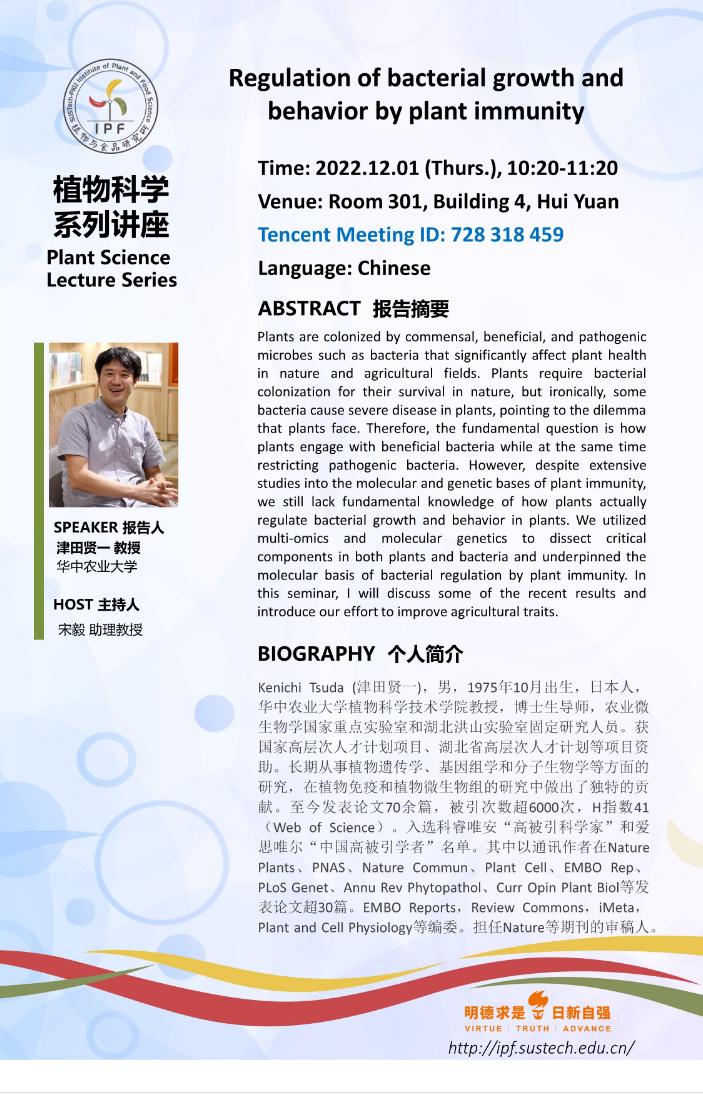 SUSTech-PKU Institute of Plant and Food Science
IPF
植物与食品研究所
植物科学
系列讲座
Plant Science
Lecture Series
Regulation of bacterial growth and
behavior by plant immunity
Time: 2022.12.01 (Thurs.), 10:20-11:20
Venue: Room 301, Building 4, Hui Yuan
Tencent Meeting ID: 728 318 459
Language: Chinese
SPEAKER 报告人
津田贤一 教授
华中农业大学
HOST 主持人
宋毅 助理教授
ABSTRACT 报告摘要
Plants are colonized by commensal, beneficial, and pathogenic
microbes such as bacteria that significantly affect plant health
in nature and agricultural fields. Plants require bacterial
colonization for their survival in nature, but ironically, some
bacteria cause severe disease in plants, pointing to the dilemma
that plants face. Therefore, the fundamental question is how
plants engage with beneficial bacteria while at the same time
restricting pathogenic bacteria. However, despite extensive
studies into the molecular and genetic bases of plant immunity,
we still lack fundamental knowledge of how plants actually
regulate bacterial growth and behavior in plants. We utilized
multi-omics and molecular genetics to dissect critical
components in both plants and bacteria and underpinned the
molecular basis of bacterial regulation by plant immunity. In
this seminar, I will discuss some of the recent results and
introduce our effort to improve agricultural traits.
BIOGRAPHY 个人简介
Kenichi Tsuda (津田贤一)，男，1975年10月出生，日本人，
华中农业大学植物科学技术学院教授，博士生导师，农业微
生物学国家重点实验室和湖北洪山实验室固定研究人员。获
国家高层次人才计划项目、湖北省高层次人才计划等项目资
助。长期从事植物遗传学、基因组学和分子生物学等方面的
研究，在植物免疫和植物微生物组的研究中做出了独特的贡
献。至今发表论文70余篇，被引次数超6000次，H指数41
（Web of Science）。入选科睿唯安“高被引科学家”和爱
思唯尔“中国高被引学者”名单。其中以通讯作者在Nature
Plants、PNAS、Nature Commun、Plant Cell、EMBO Rep、
PLoS Genet、Annu Rev Phytopathol、Curr Opin Plant Biol等发
表论文超30篇。EMBO Reports，Review Commons，iMeta，
Plant and Cell Physiology等编委。担任Nature等期刊的审稿人。
明德求是 日新自强
VIRTUE | TRUTH | ADVANCE
http://ipf.sustech.edu.cn/